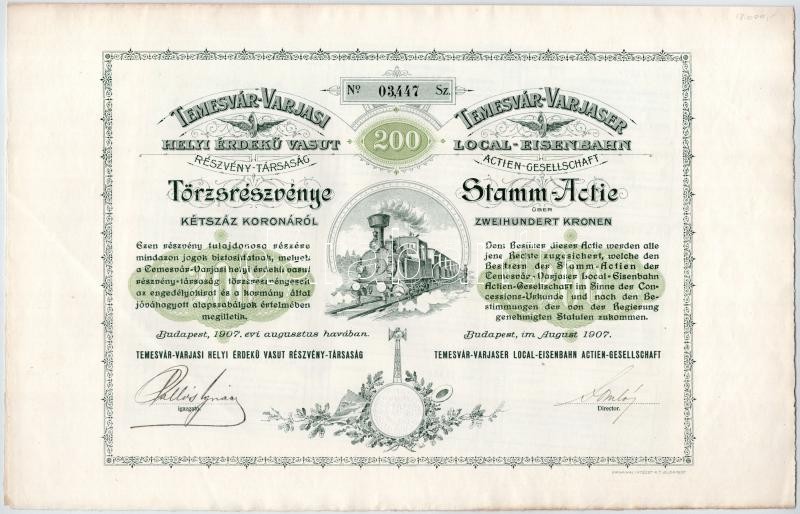 Nº 03,447 Sz.
200
TEMESVÁR-VARJASI
HELYI ÉRDEKŰ VASUT
RÉSZVÉNY-TÁRSASÁG
Törzsrészvénye
KÉTSZÁZ KORONÁRÓL
Ezen részvény tulajdonosa részére
mindazon jogok biztosittatnak, melyek
a Temesvár-Varjasi helyi érdekü vasut
részvény-társaság törzsrészvényeseit
az engedélyokirat és a kormány által
jóváhagyott alapszabályok értelmében
megilletik.
Budapest, 1907. évi augusztus havában.
TEMESVÁR-VARJASI HELYI ÉRDEKŰ VASUT RÉSZVÉNY-TÁRSASÁG
igazgató.
TEMESVÁR-VARJASER
LOCAL-EISENBAHN
ACTIEN-GESELLSCHAFT
Stamm-Actie
ÜBER
ZWEIHUNDERT KRONEN
Dem Besitzer dieser Actie werden alle
jene Rechte zugesichert, welche den
Besitzern der Stamm-Actien der
Temesvár-Varjaser Local-Eisenbahn
Actien-Gesellschaft im Sinne der Con-
cessions-Urkunde und nach den Be-
stimmungen der von der Regierung
genehmigten Statuten zukommen.
Budapest, im August 1907.
TEMESVÁR-VARJASER LOCAL-EISENBAHN ACTIEN-GESELLSCHAFT
Director.